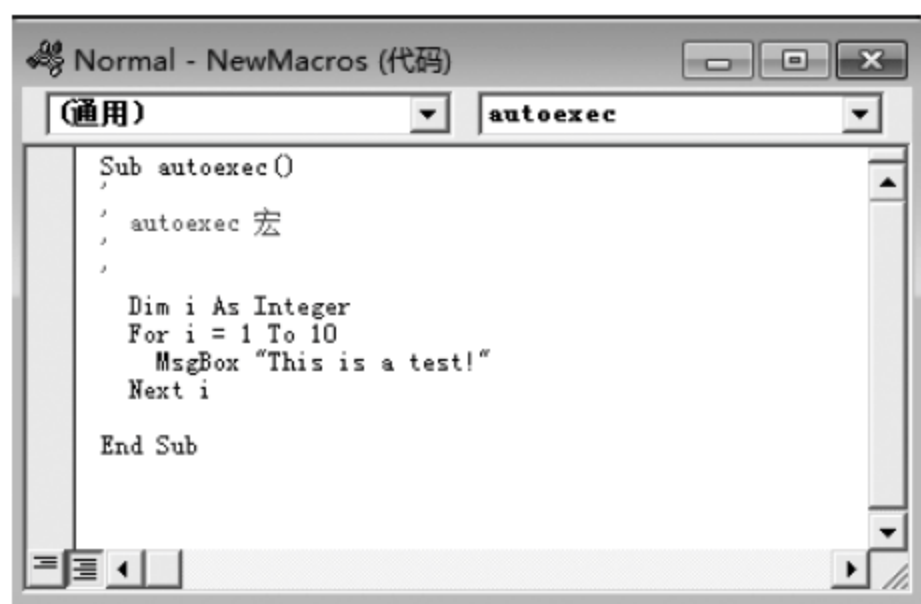 Normal - NewMacros (代码)
(通用) autoexec
Sub autoexec()
'
' autoexec 宏
'
'
Dim i As Integer
For i = 1 To 10
MsgBox "This is a test!"
Next i
End Sub